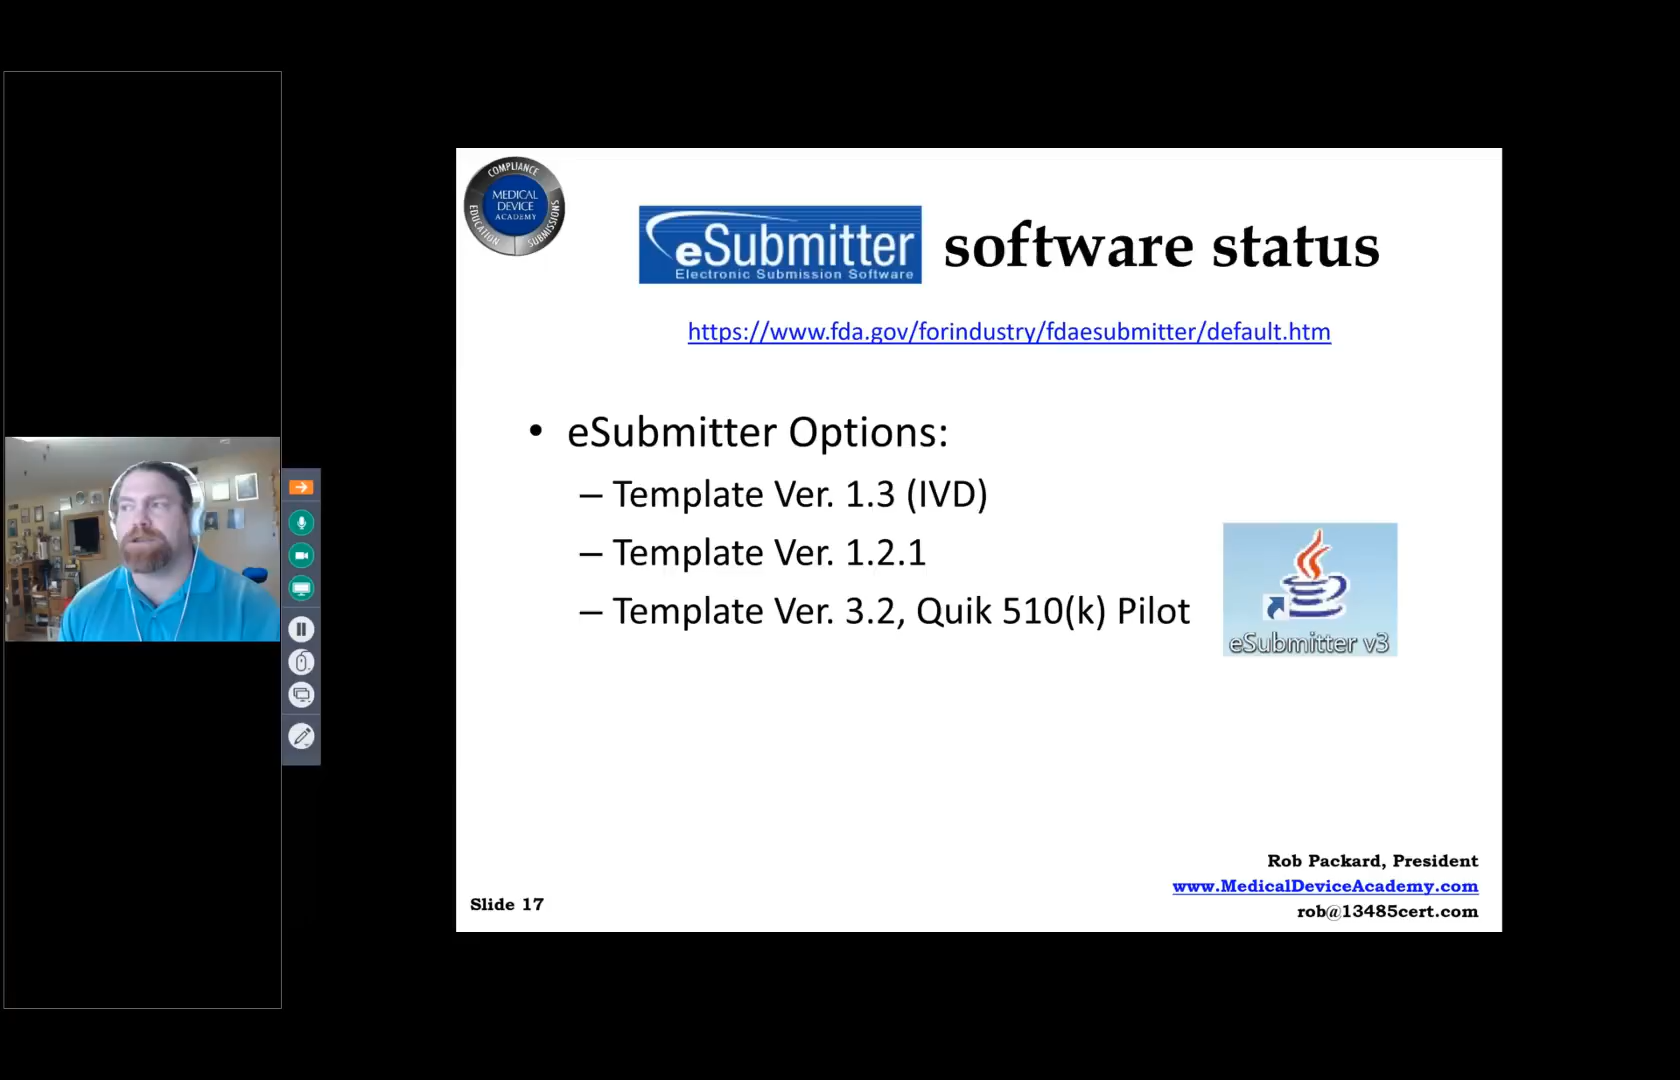 COMPLIANCE
EDUCATION
SUBMISSIONS
MEDICAL
DEVICE
ACADEMY
eSubmitter
Electronic Submission Software
software status
https://www.fda.gov/forindustry/fdaesubmitter/default.htm
• eSubmitter Options:
– Template Ver. 1.3 (IVD)
– Template Ver. 1.2.1
– Template Ver. 3.2, Quik 510(k) Pilot
eSubmitter v3
Rob Packard, President
www.MedicalDeviceAcademy.com
rob@13485cert.com
Slide 17